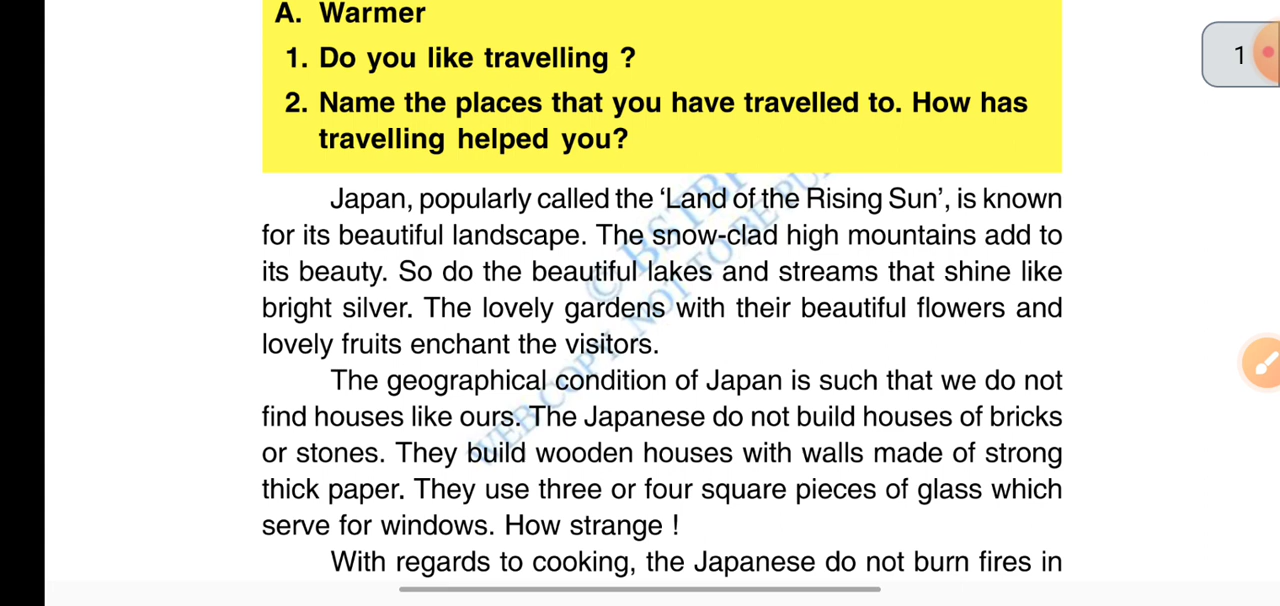 A. Warmer
1. Do you like travelling ?
2. Name the places that you have travelled to. How has
travelling helped you?
1
Japan, popularly called the ‘Land of the Rising Sun’, is known
for its beautiful landscape. The snow-clad high mountains add to
its beauty. So do the beautiful lakes and streams that shine like
bright silver. The lovely gardens with their beautiful flowers and
lovely fruits enchant the visitors.
The geographical condition of Japan is such that we do not
find houses like ours. The Japanese do not build houses of bricks
or stones. They build wooden houses with walls made of strong
thick paper. They use three or four square pieces of glass which
serve for windows. How strange !
With regards to cooking, the Japanese do not burn fires in